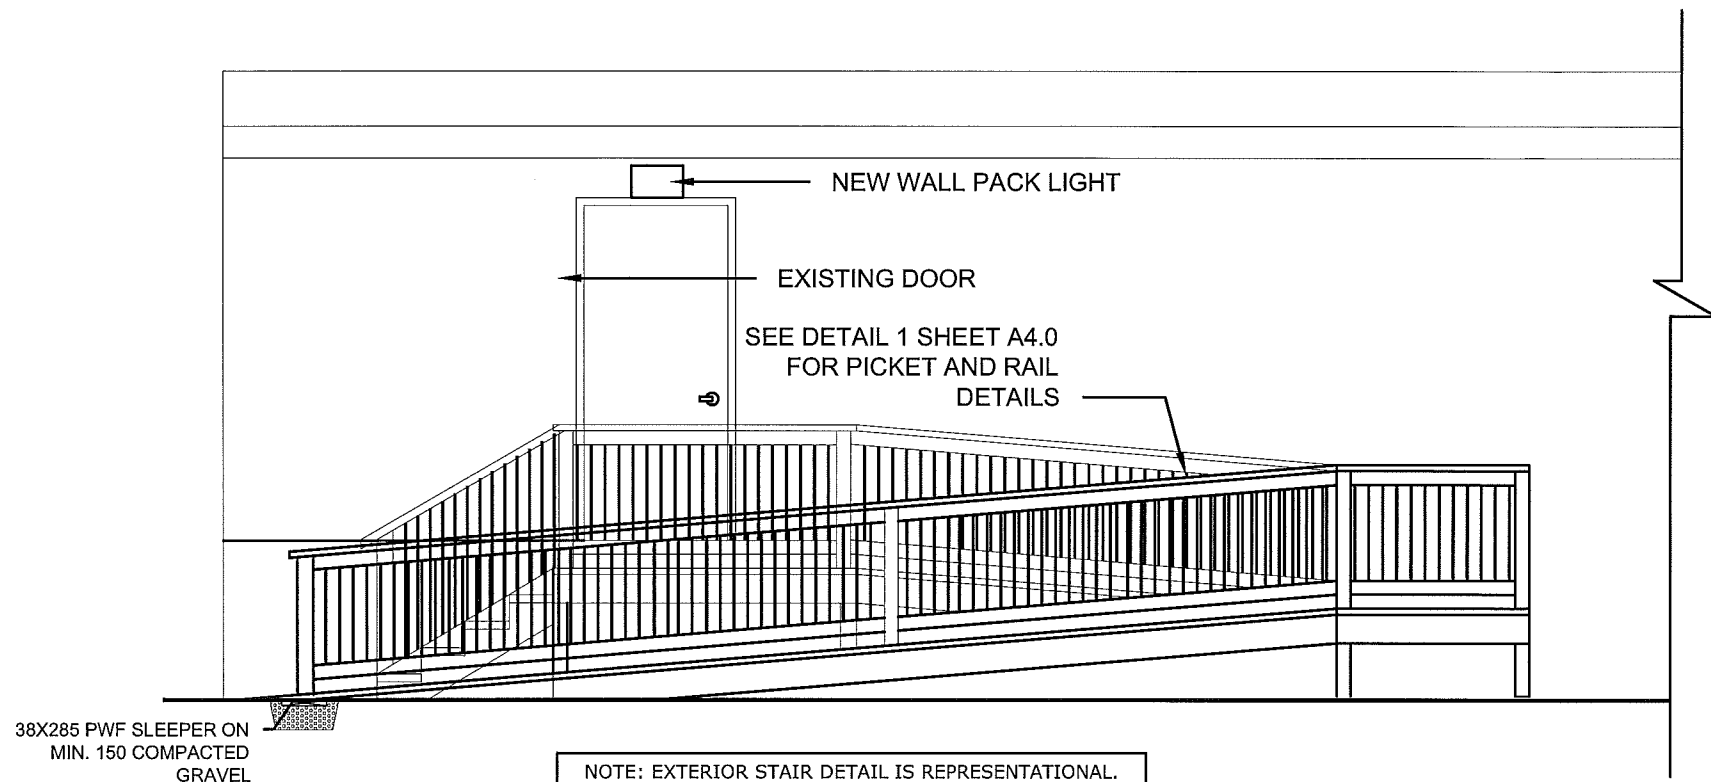 NEW WALL PACK LIGHT
EXISTING DOOR
SEE DETAIL 1 SHEET A4.0
FOR PICKET AND RAIL
DETAILS
38X285 PWF SLEEPER ON
MIN. 150 COMPACTED
GRAVEL
NOTE: EXTERIOR STAIR DETAIL IS REPRESENTATIONAL.